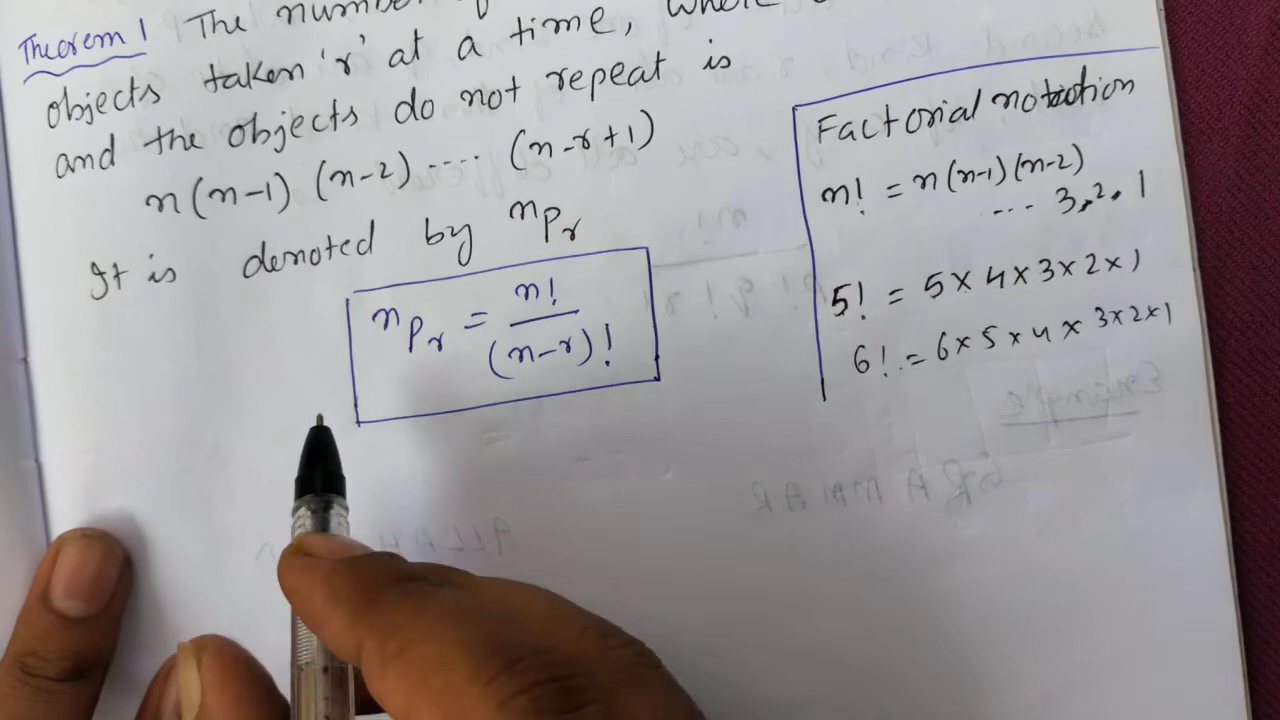 Theorem 1 The number
objects taken 'r' at a time,
and the objects do not repeat is
n(n-1) (n-2).... (n-r+1)
It is denoted by nPr
nPr = n!/(n-r)!
Factorial notation
n! = n(n-1)(n-2)
... 3.2.1
5! = 5×4×3×2×1
6! = 6×5×4×3×2×1